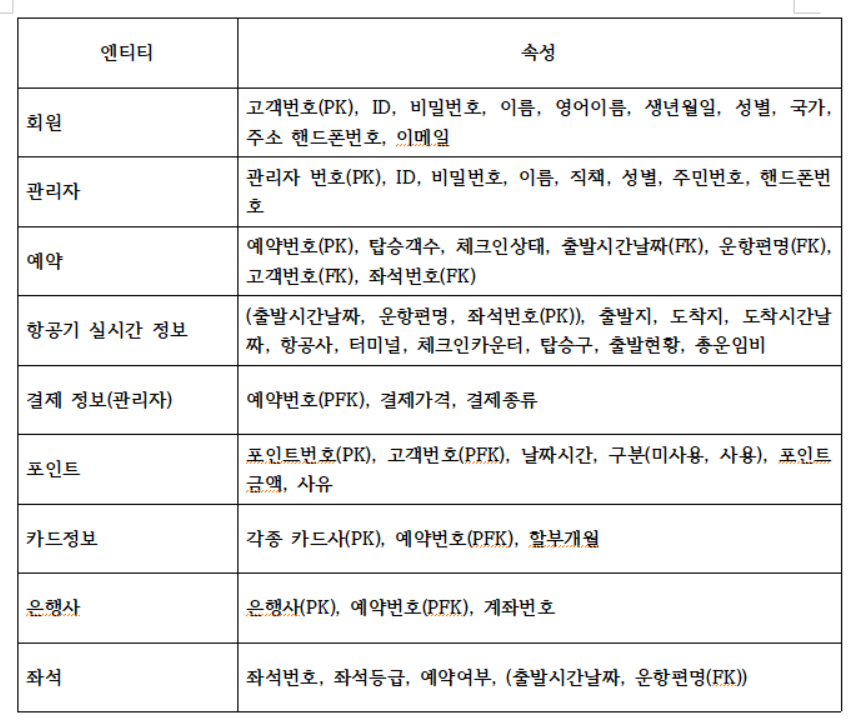 엔티티 속성
회원 고객번호(PK), ID, 비밀번호, 이름, 영어이름, 생년월일, 성별, 국가,
주소 핸드폰번호, 이메일
관리자 관리자 번호(PK), ID, 비밀번호, 이름, 직책, 성별, 주민번호, 핸드폰번
호
예약 예약번호(PK), 탑승객수, 체크인상태, 출발시간날짜(FK), 운항편명(FK),
고객번호(FK), 좌석번호(FK)
항공기 실시간 정보 (출발시간날짜, 운항편명, 좌석번호(PK)), 출발지, 도착지, 도착시간날
짜, 항공사, 터미널, 체크인카운터, 탑승구, 출발현황, 총운임비
결제 정보(관리자) 예약번호(PFK), 결제가격, 결제종류
포인트 포인트번호(PK), 고객번호(PFK), 날짜시간, 구분(미사용, 사용), 포인트
금액, 사유
카드정보 각종 카드사(PK), 예약번호(PFK), 할부개월
은행사 은행사(PK), 예약번호(PFK), 계좌번호
좌석 좌석번호, 좌석등급, 예약여부, (출발시간날짜, 운항편명(FK))